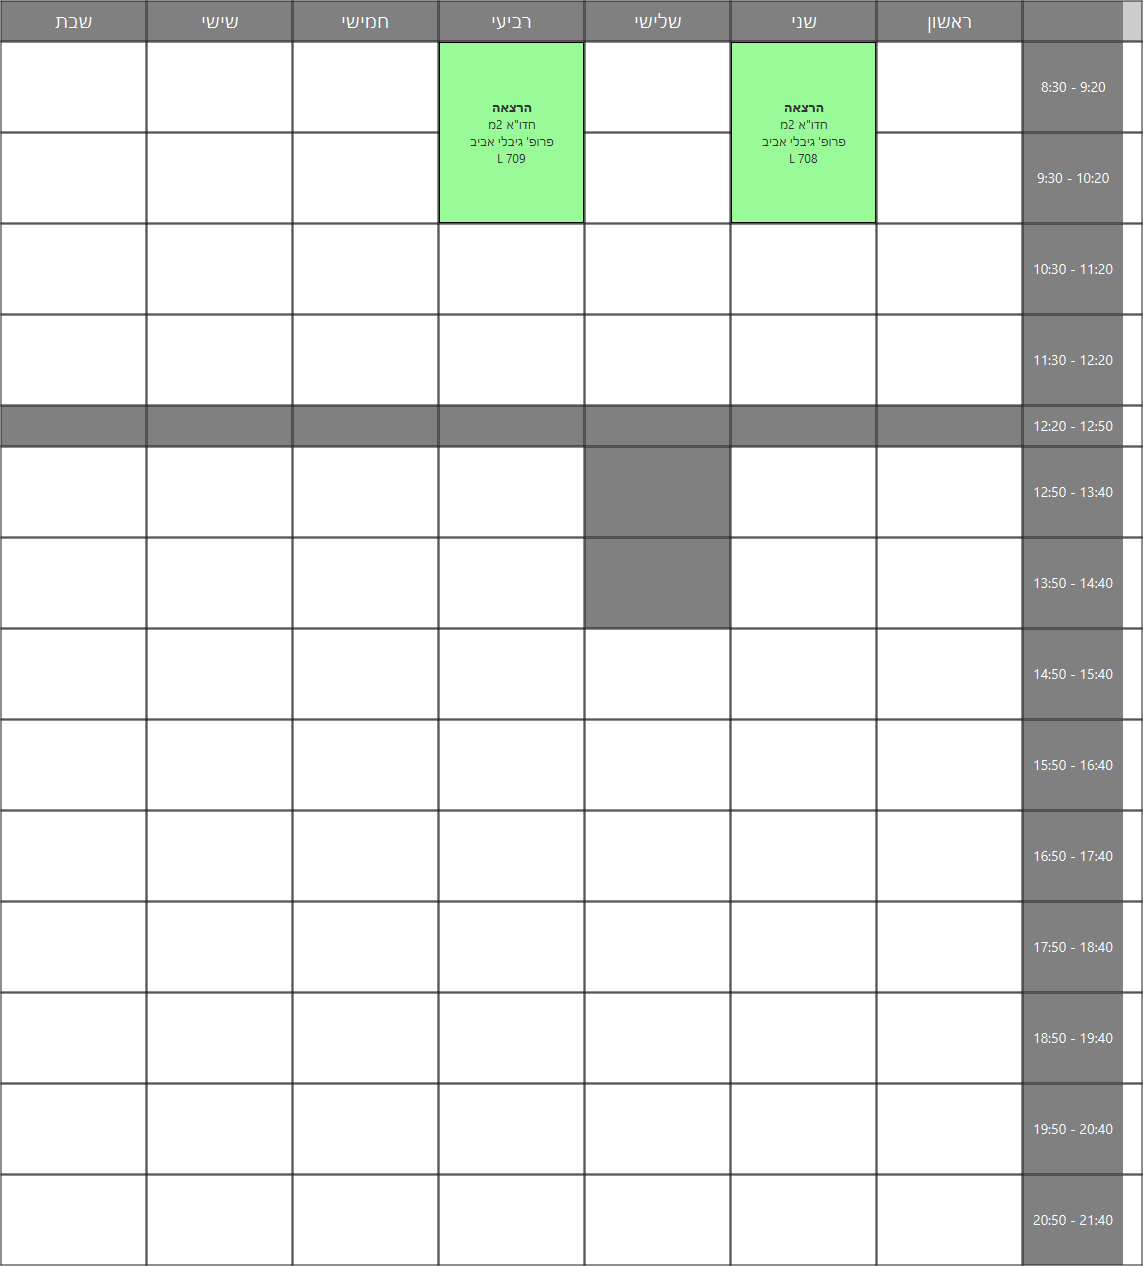 ראשון שני שלישי רביעי חמישי שישי שבת
8:30 - 9:20
הרצאה
חדו"א 2מ
פרופ' גיבלי אביב
L 708
הרצאה
חדו"א 2מ
פרופ' גיבלי אביב
L 709
9:30 - 10:20
10:30 - 11:20
11:30 - 12:20
12:20 - 12:50
12:50 - 13:40
13:50 - 14:40
14:50 - 15:40
15:50 - 16:40
16:50 - 17:40
17:50 - 18:40
18:50 - 19:40
19:50 - 20:40
20:50 - 21:40